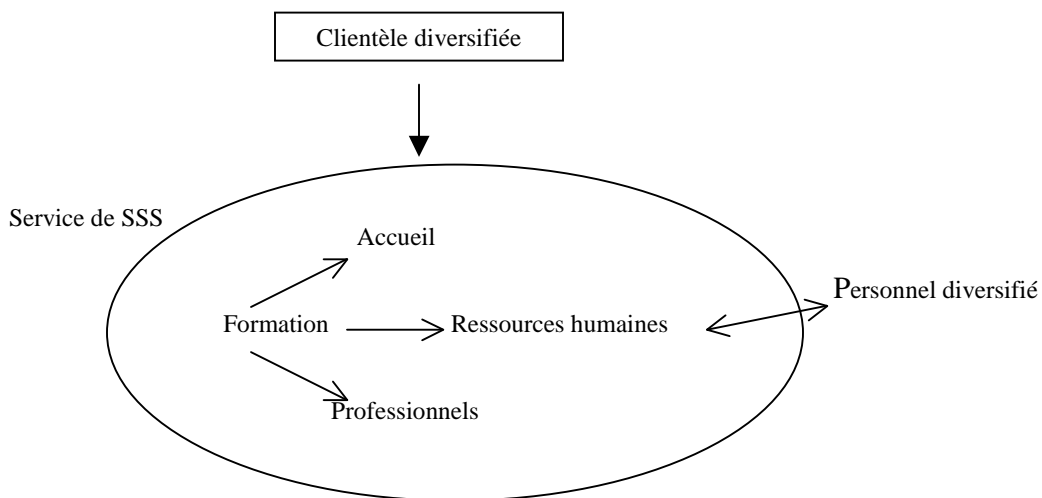 Clientèle diversifiée
Service de SSS
Accueil
Personnel diversifié
Formation
Ressources humaines
Professionnels